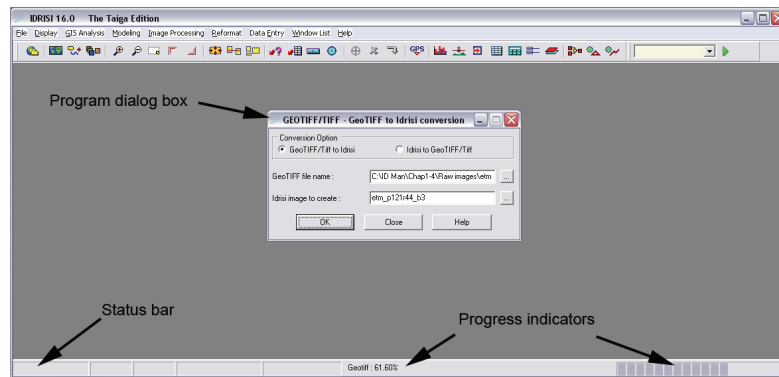 IDRISI 16.0 The Taiga Edition
File Display GIS Analysis Modeling Image Processing Reformat Data Entry Window List Help
GPS
Program dialog box
GEOTIFF/TIFF - GeoTIFF to Idrisi conversion
Conversion Option
GeoTIFF/Tiff to Idrisi Idrisi to GeoTIFF/Tiff
GeoTIFF file name : C:\ID Man\Chap1-4\Raw images\etm ...
Idrisi image to create : etm_p121r44_b3 ...
OK Close Help
Status bar
Progress indicators
Geotiff : 61.60%